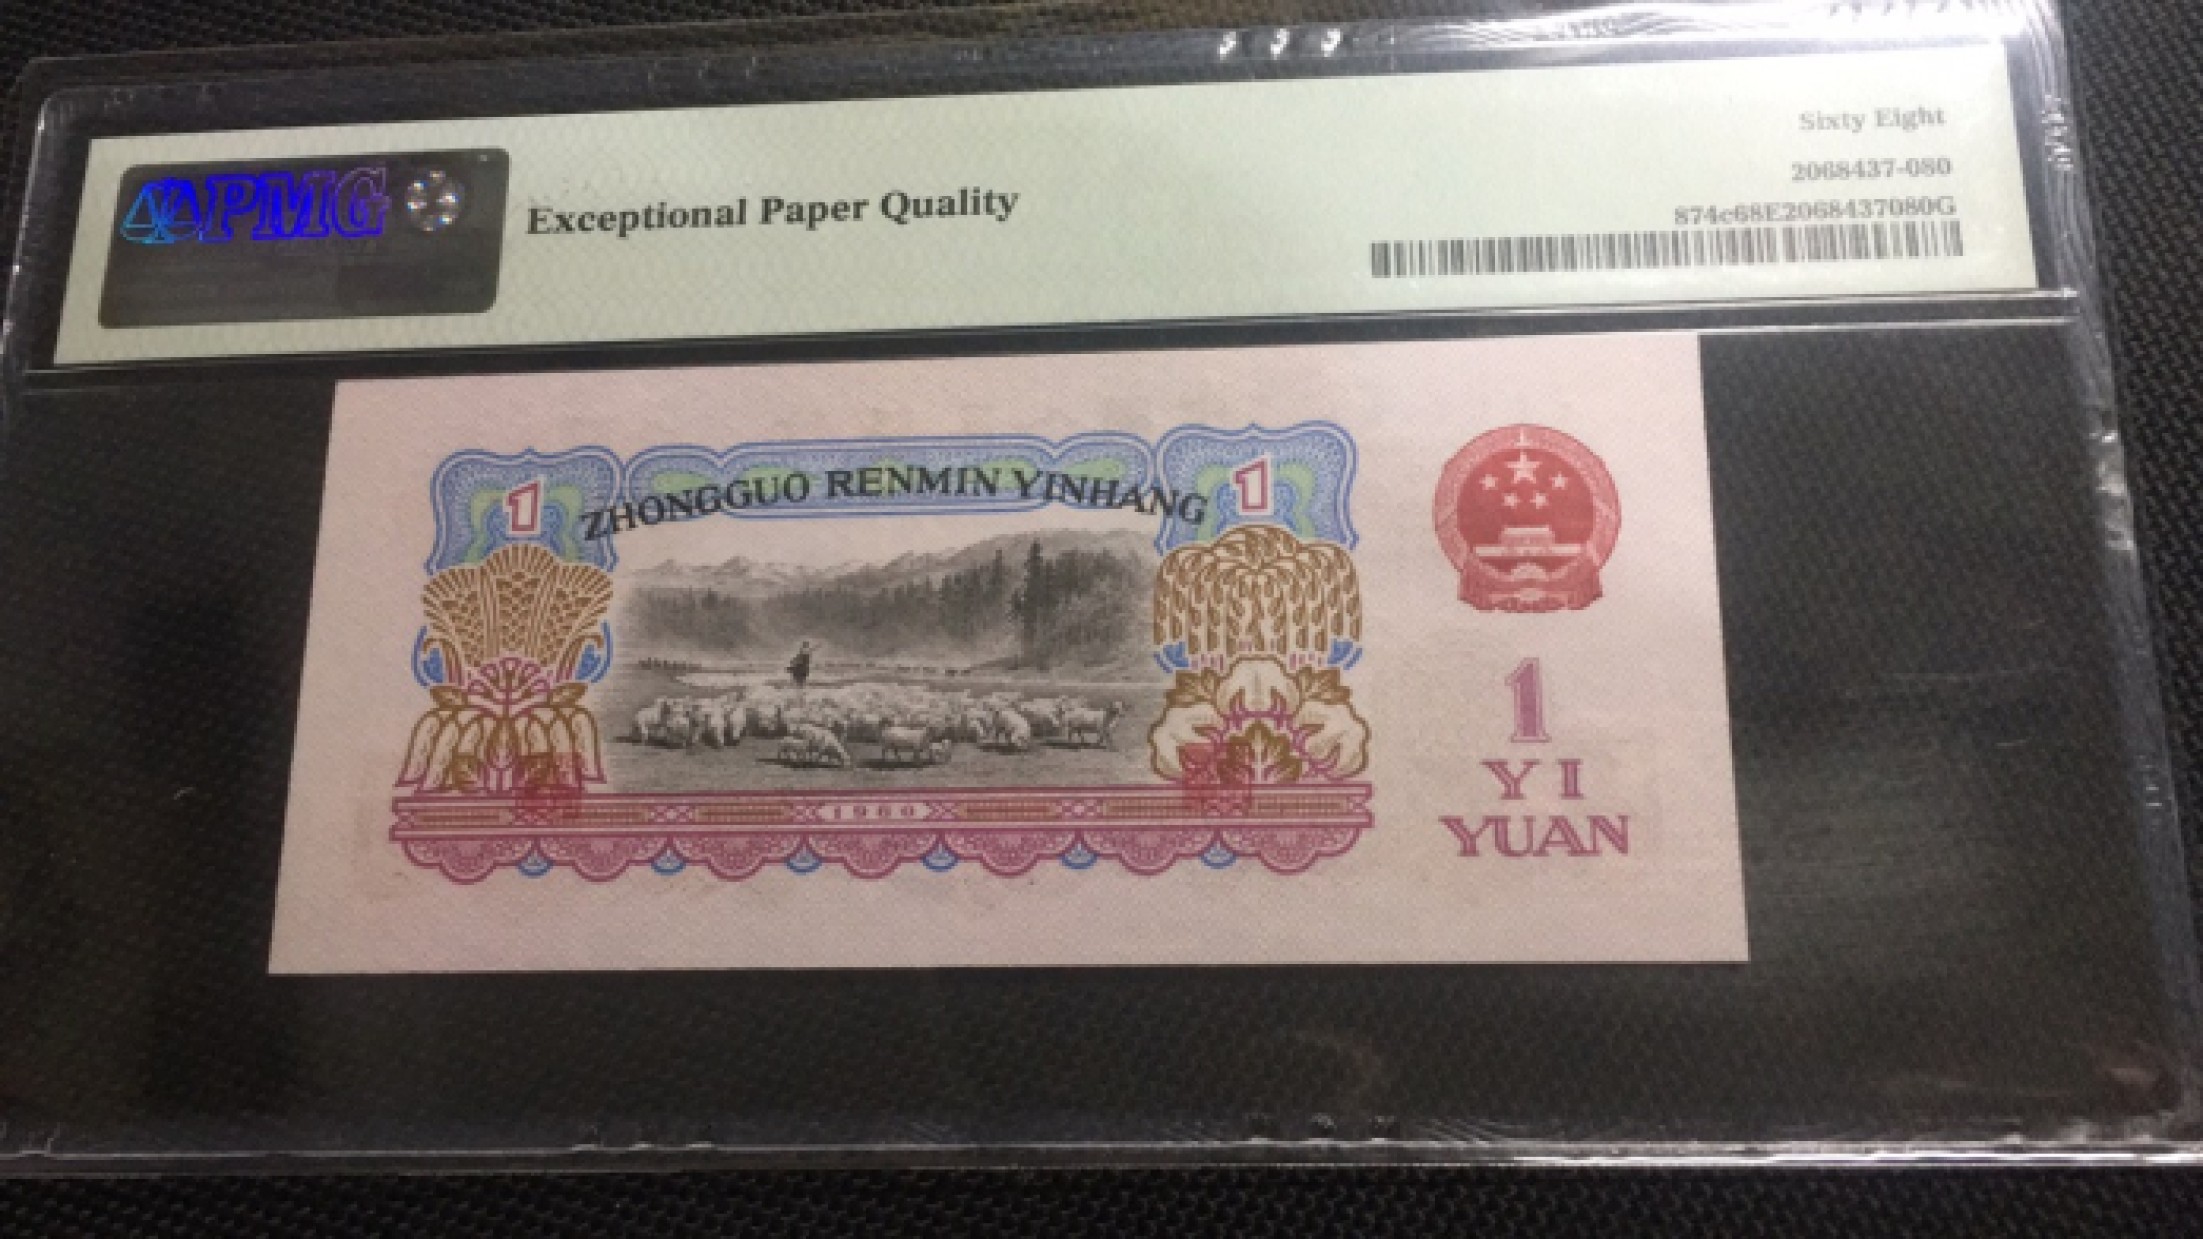 PMG
Exceptional Paper Quality
Sixty Eight
2068437-080
874c68E2068437080G
1
ZHONGGUO RENMIN YINHANG
1
1960
1
YI
YUAN